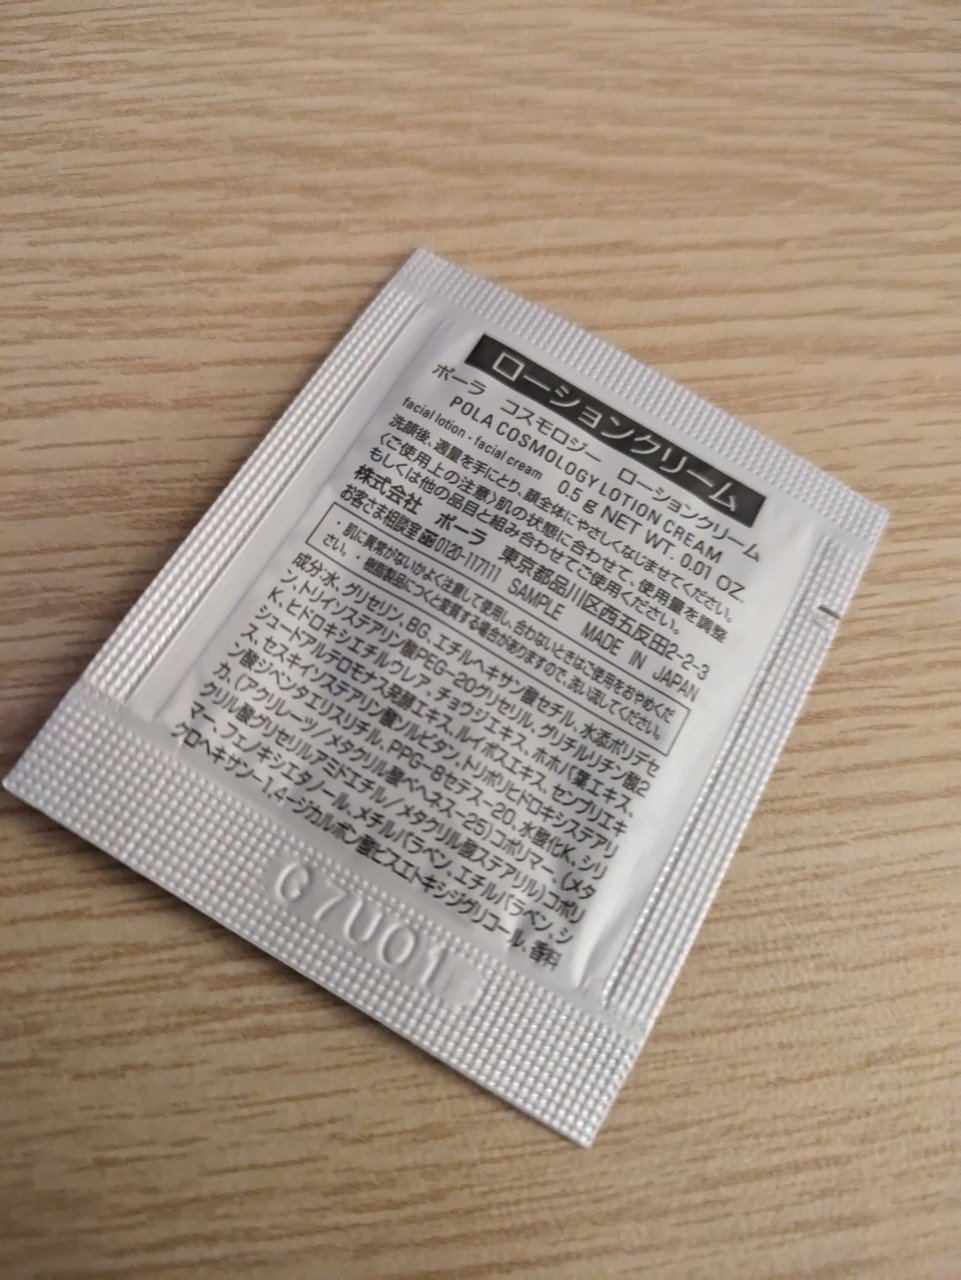 ローションクリーム
ポーラ コスモロジー ローションクリーム
POLA COSMOLOGY LOTION CREAM
facial lotion・facial cream 0.5 g NET WT. 0.01 OZ.
洗顔後、適量を手にとり、顔全体にやさしくなじませてください。
〈ご使用上の注意〉肌の状態に合わせて、使用量を調整
もしくは他の品目と組み合わせてご使用ください。
株式会社 ポーラ 東京都品川区西五反田2-2-3
お客さま相談室 0120-117111 SAMPLE MADE IN JAPAN
・肌に異常がないかよく注意して使用し、合わないときはご使用をおやめくだ
さい。・樹脂製品につくと変質する場合がありますので、洗い流してください。
成分:水、グリセリン、BG、エチルヘキサン酸セチル、水添ポリデセ
ン、トリイソステアリン酸PEG-20グリセリル、グリチルリチン酸2
K、ヒドロキシエチルウレア、チョウジエキス、ホホバ葉エキス、
シュードアルテロモナス発酵エキス、ルイボスエキス、センブリエキ
ス、セスキイソステアリン酸ソルビタン、トリポリヒドロキシステアリ
ン酸ジペンタエリスリチル、PPG-8セテス-20、水酸化K、シリ
カ、(アクリレーツ/メタクリル酸ベヘネス-25)コポリマー、(メタ
クリル酸グリセリルアミドエチル/メタクリル酸ステアリル)コポリ
マー、フェノキシエタノール、メチルパラベン、エチルパラベン、シ
クロヘキサン-1,4-ジカルボン酸ビスエトキシジグリコール、香料